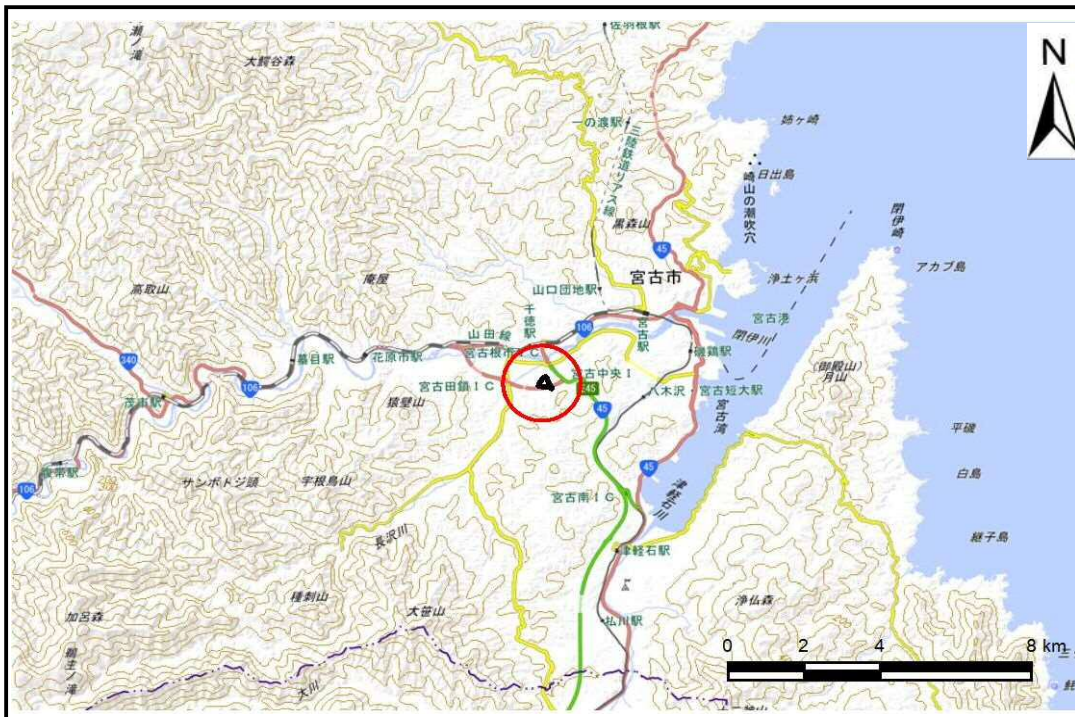 佐羽根駅
瀬ノ滝
大鰐谷森
N
一の渡駅
三陸鉄道リアス線
姉ヶ崎
日出島
崎山の潮吹穴
閉伊崎
黒森山
45
アカブ島
宮古市
浄土ヶ浜
庵屋
高取山
山口団地駅
宮古港
千徳駅
106
宮古駅
閉伊川
山田線
340
蟇目駅
花原市駅
宮古根市IC
磯鶏駅
(御殿山)
月山
宮古中央I
宮古田鎖IC
E45
八木沢・宮古短大駅
106
茂市駅
猿壁山
45
宮古湾
平磯
腹帯駅
106
サンボトジ頭
宇根鳥山
45
白島
宮古南IC
津軽石川
長沢川
継子島
津軽石駅
種刺山
大笹山
浄仏森
加呂森
払川駅
0 2 4 8 km
大川